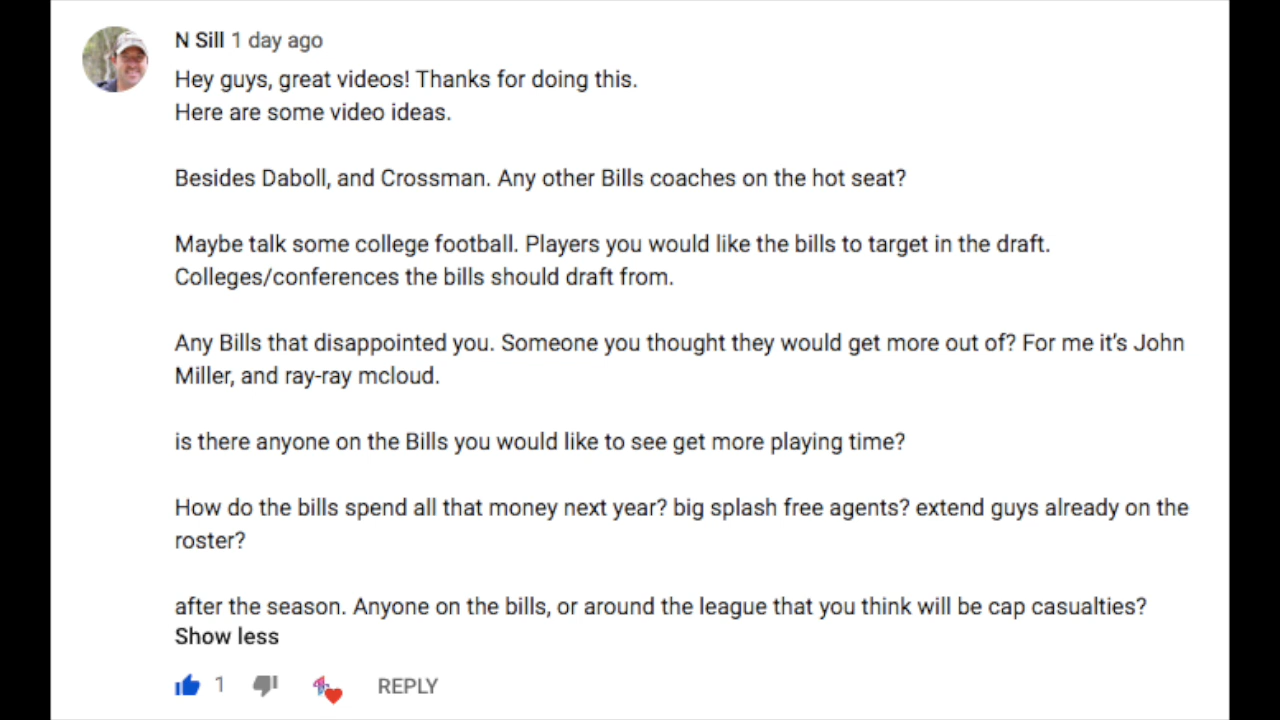 N Sill 1 day ago
Hey guys, great videos! Thanks for doing this.
Here are some video ideas.
Besides Daboll, and Crossman. Any other Bills coaches on the hot seat?
Maybe talk some college football. Players you would like the bills to target in the draft.
Colleges/conferences the bills should draft from.
Any Bills that disappointed you. Someone you thought they would get more out of? For me it's John
Miller, and ray-ray mcloud.
is there anyone on the Bills you would like to see get more playing time?
How do the bills spend all that money next year? big splash free agents? extend guys already on the
roster?
after the season. Anyone on the bills, or around the league that you think will be cap casualties?
Show less
1 REPLY